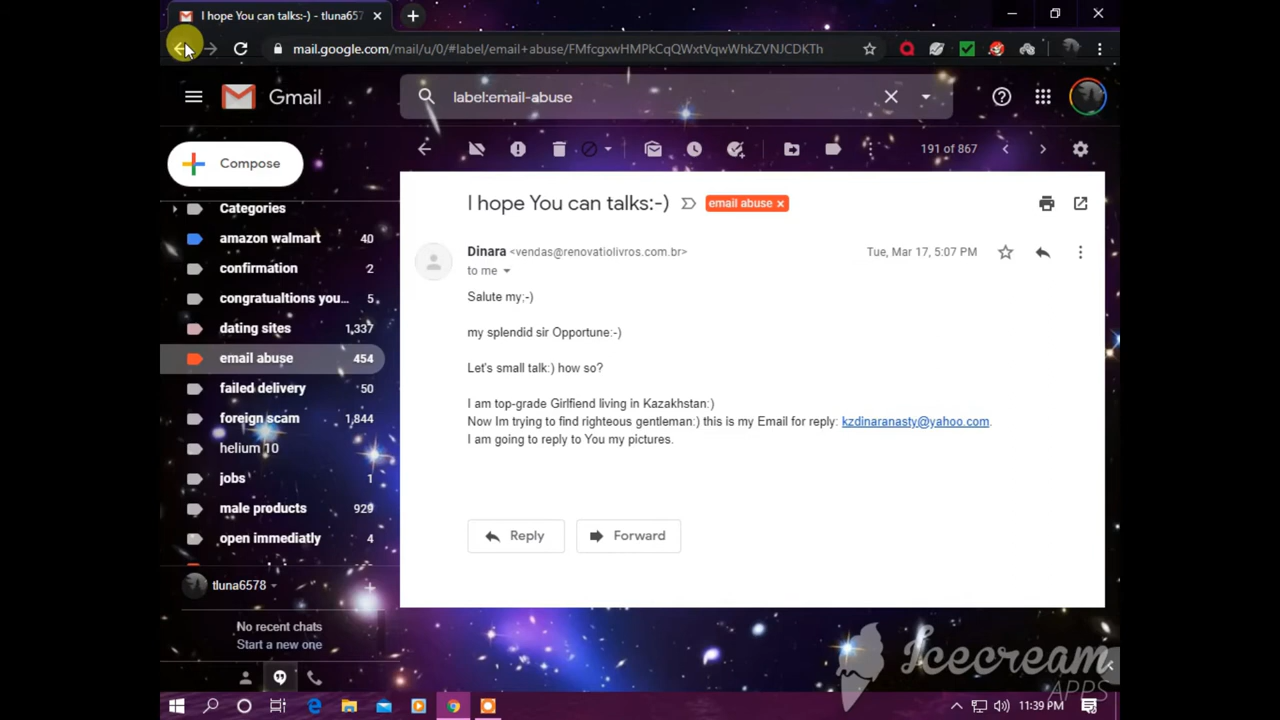 I hope You can talks:-) - tluna657
mail.google.com/mail/u/0/#label/email+abuse/FMfcgxwHMPkCqQWxtVqwWhkZVNJCDKTh
Gmail
label:email-abuse
Compose
191 of 867
Categories
amazon walmart 40
confirmation 2
congratualtions you... 5
dating sites 1,337
email abuse 454
failed delivery 50
foreign scam 1,844
helium 10
jobs 1
male products 929
open immediatly 4
tluna6578
No recent chats
Start a new one
I hope You can talks:-) email abuse x
Dinara <vendas@renovatiolivros.com.br> Tue, Mar 17, 5:07 PM
to me
Salute my;-)
my splendid sir Opportune:-)
Let's small talk:) how so?
I am top-grade Girlfiend living in Kazakhstan:)
Now Im trying to find righteous gentleman:) this is my Email for reply: kzdinaranasty@yahoo.com.
I am going to reply to You my pictures.
Reply Forward
Icecream
APPS
11:39 PM